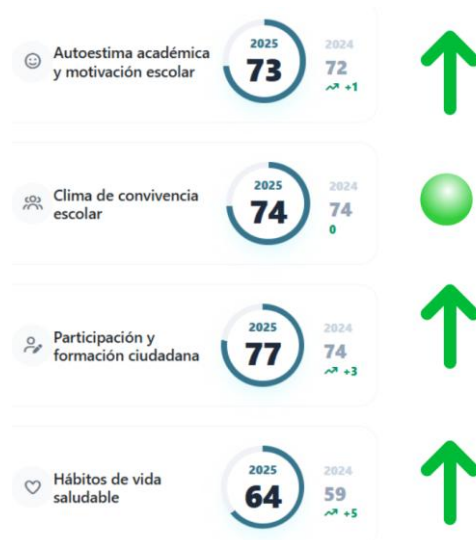 Autoestima académica
y motivación escolar
2025
73
2024
72
+1
Clima de convivencia
escolar
2025
74
2024
74
0
Participación y
formación ciudadana
2025
77
2024
74
+3
Hábitos de vida
saludable
2025
64
2024
59
+5